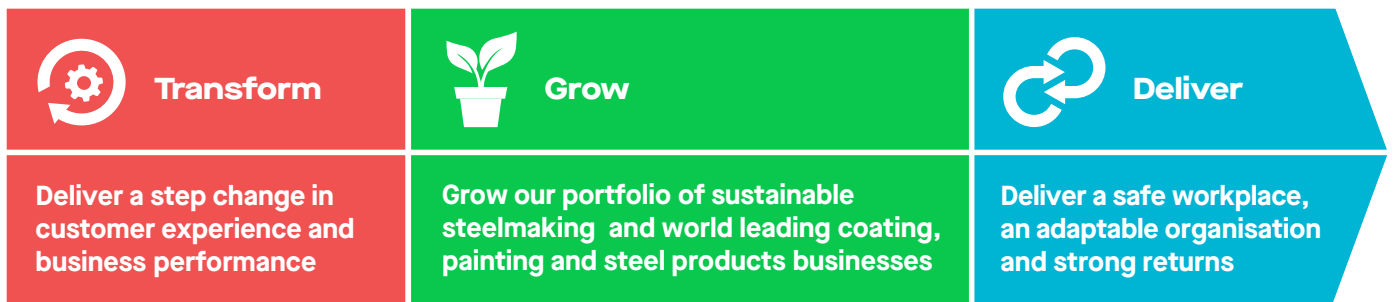 Transform
Deliver a step change in
customer experience and
business performance
Grow
Grow our portfolio of sustainable
steelmaking and world leading coating,
painting and steel products businesses
Deliver
Deliver a safe workplace,
an adaptable organisation
and strong returns